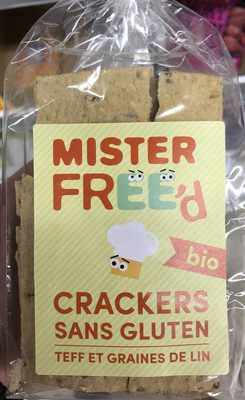 MISTER
FREE'd
bio
CRACKERS
SANS GLUTEN
TEFF ET GRAINES DE LIN